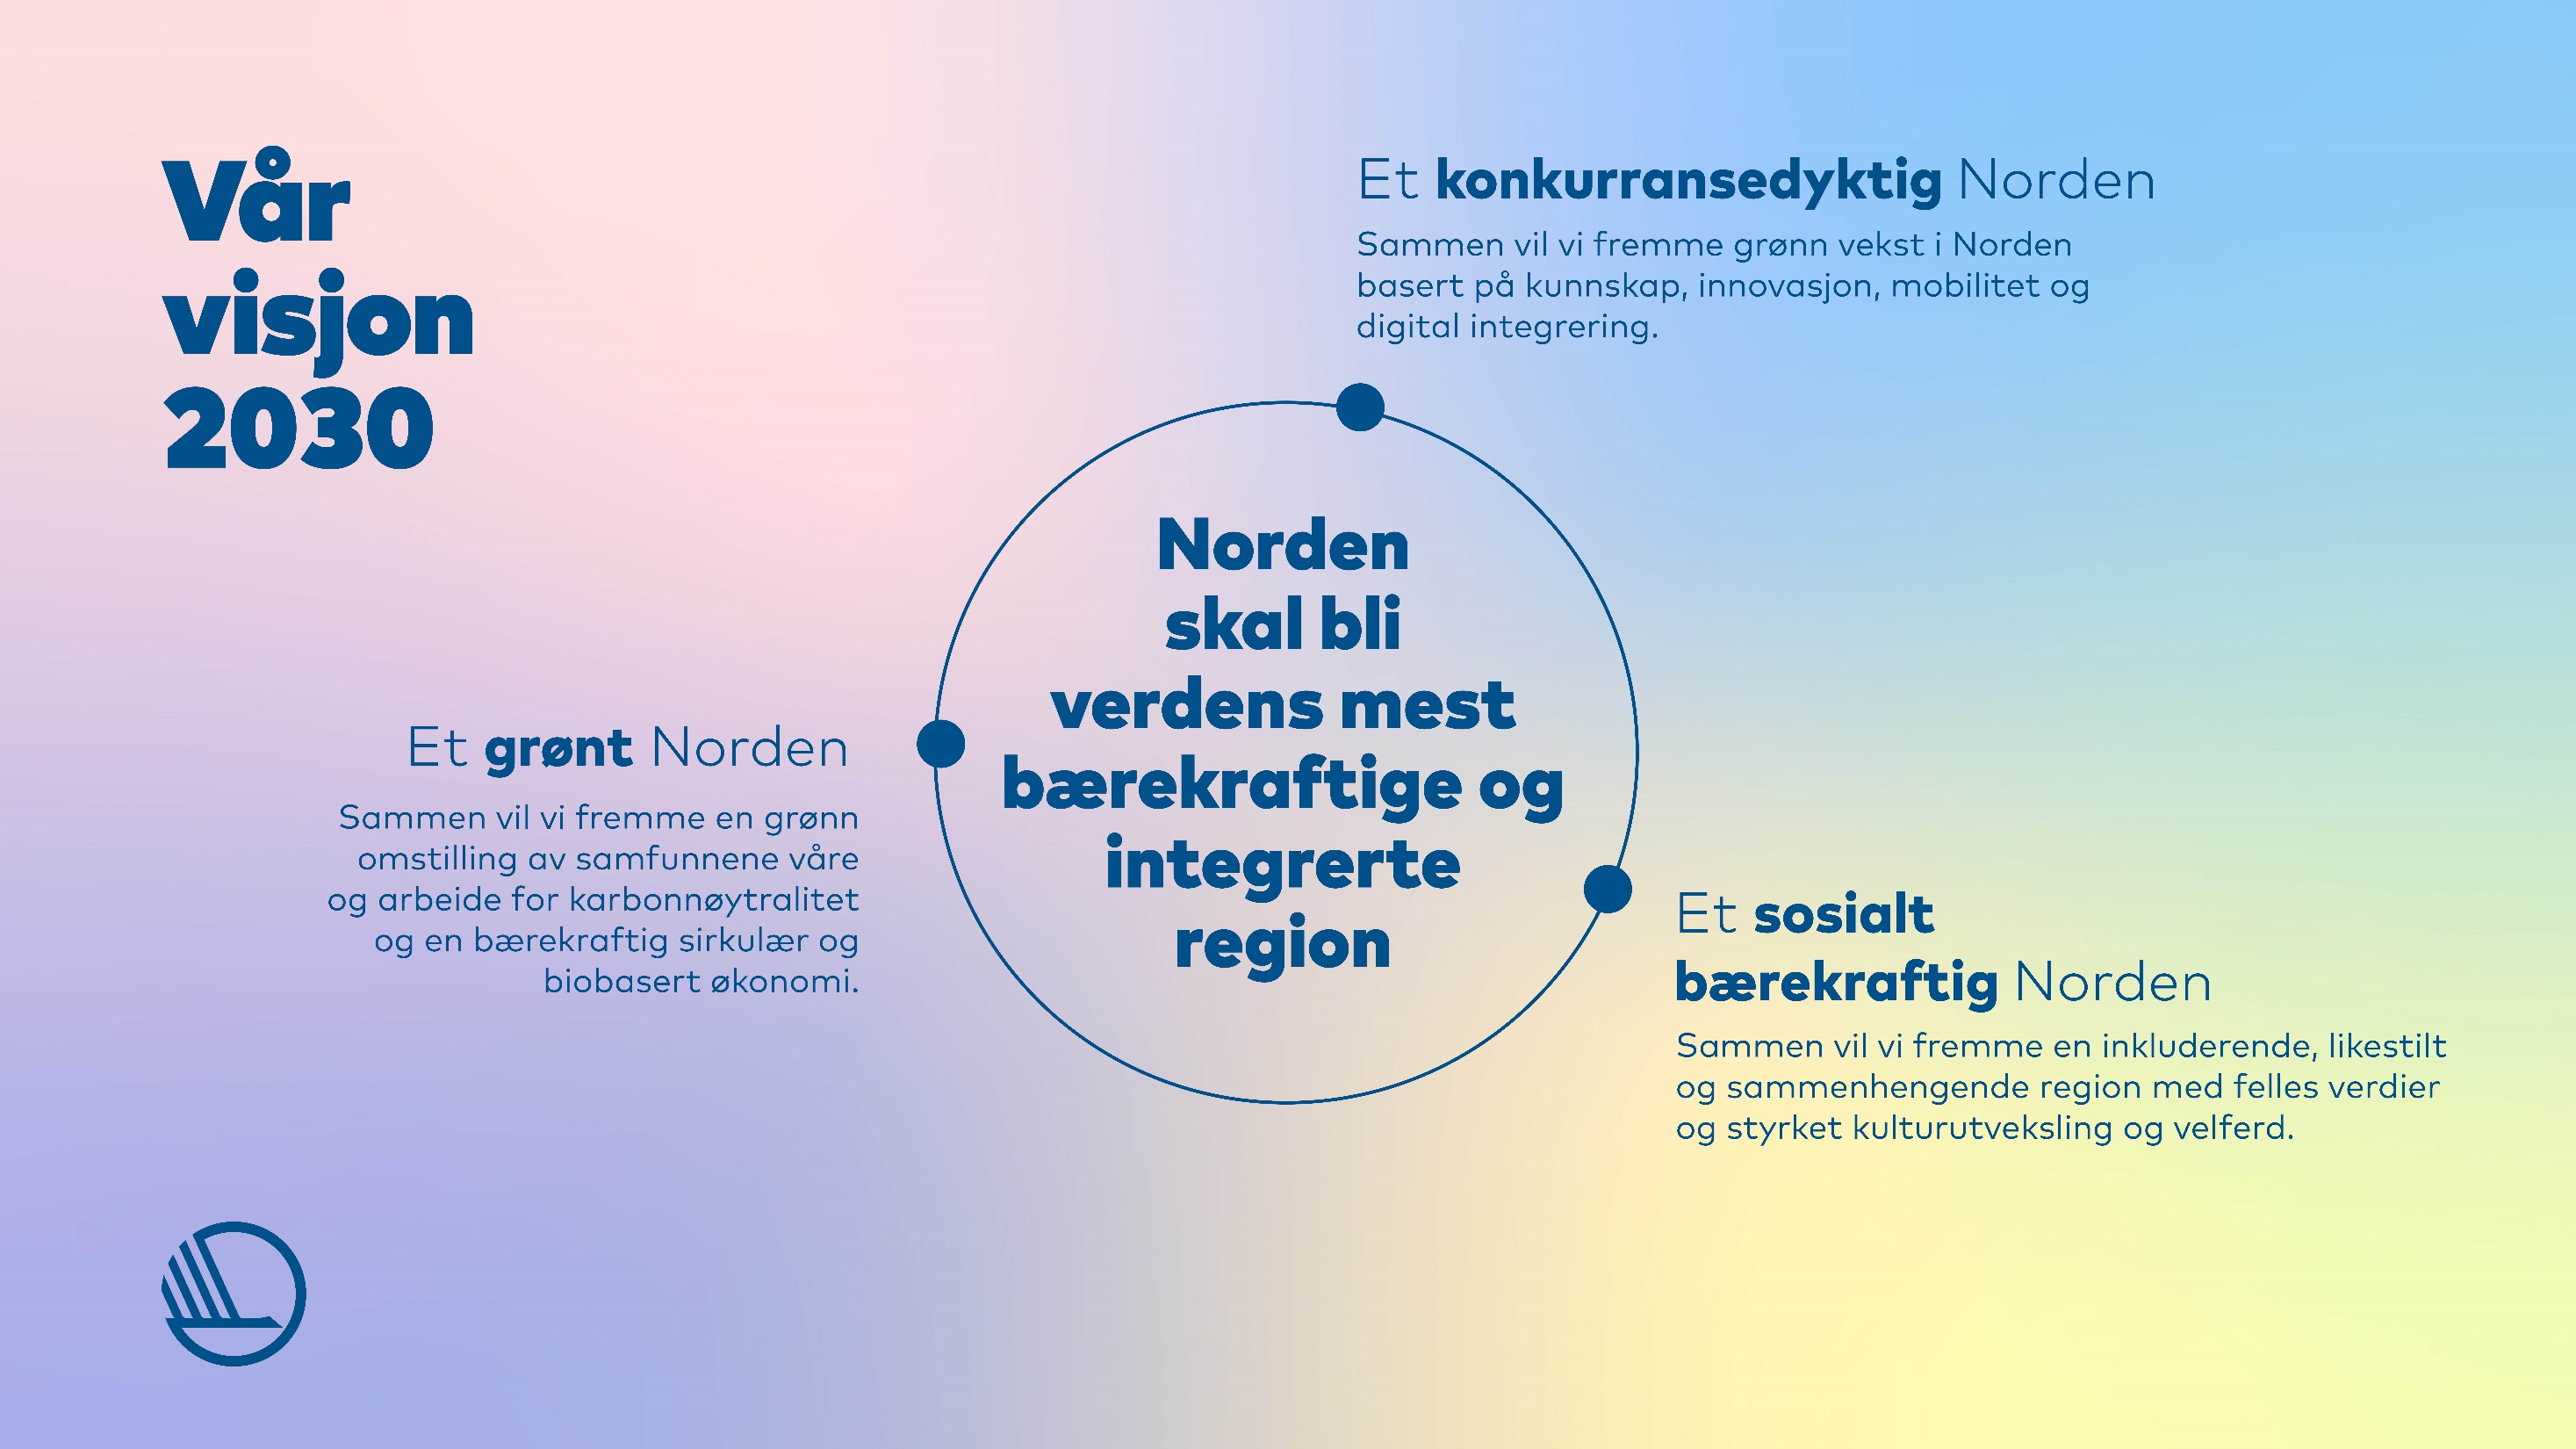 Vår
visjon
2030
Et konkurransedyktig Norden
Sammen vil vi fremme grønn vekst i Norden
basert på kunnskap, innovasjon, mobilitet og
digital integrering.
Norden
skal bli
verdens mest
bærekraftige og
integrerte
region
Et grønt Norden
Sammen vil vi fremme en grønn
omstilling av samfunnene våre
og arbeide for karbonnøytralitet
og en bærekraftig sirkulær og
biobasert økonomi.
Et sosialt
bærekraftig Norden
Sammen vil vi fremme en inkluderende, likestilt
og sammenhengende region med felles verdier
og styrket kulturutveksling og velferd.